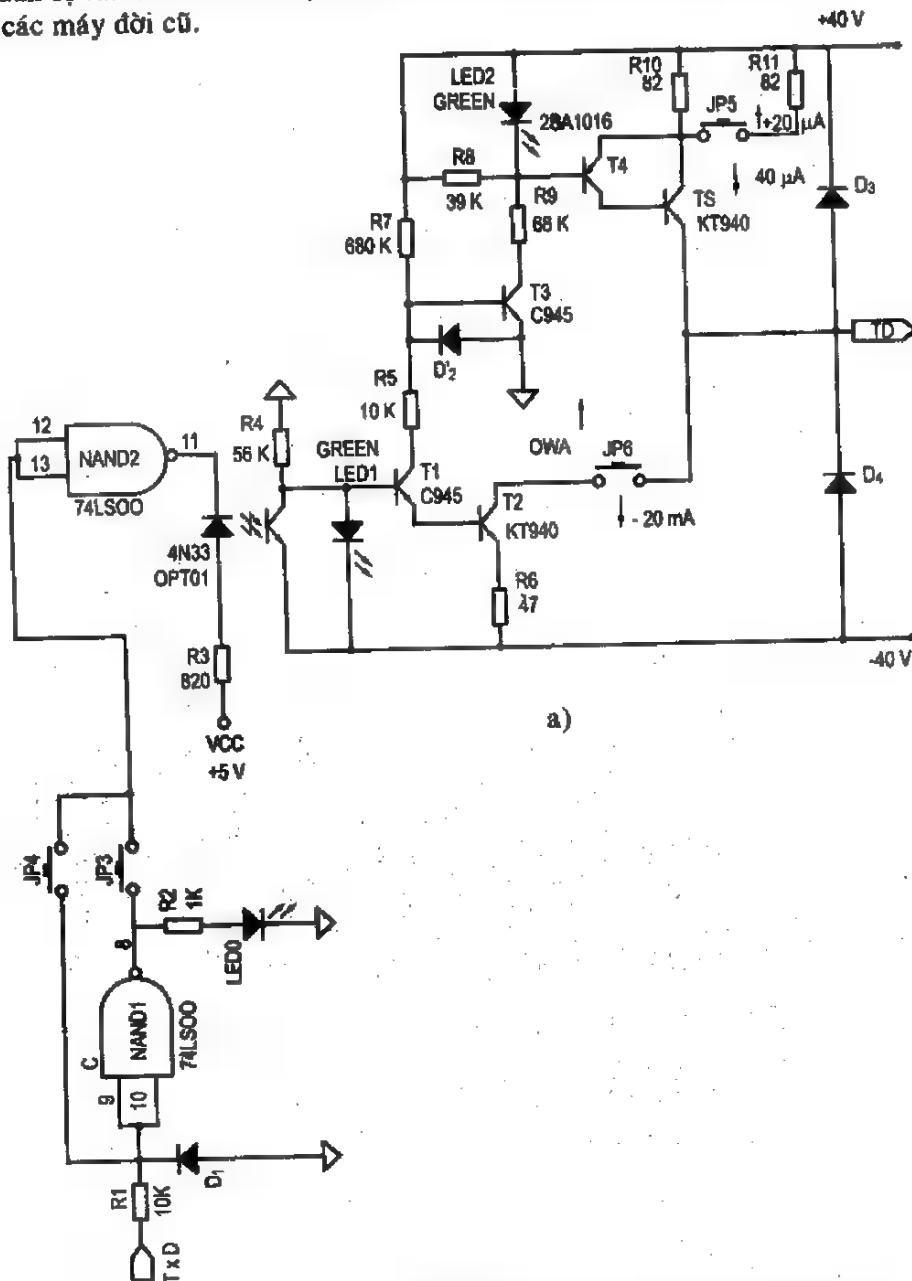 các máy đời cũ.
+40 V
LED2
GREEN
2SA1016
R10
82
R11
82
JP5
+20 μA
40 μA
R8
39 K
T4
R9
68 K
TS
KT940
D3
R7
680 K
T3
C945
D'2
TD
R5
10 K
R4
56 K
GREEN
LED1
T1
C945
OWA
JP6
- 20 mA
T2
KT940
D4
R6
47
-40 V
12
13
NAND2
11
74LSOO
4N33
OPT01
R3
820
VCC
+5 V
a)
JP4
JP3
R2
1K
LED0
8
NAND1
74LSOO
C
9
10
D1
R1
10K
TxD